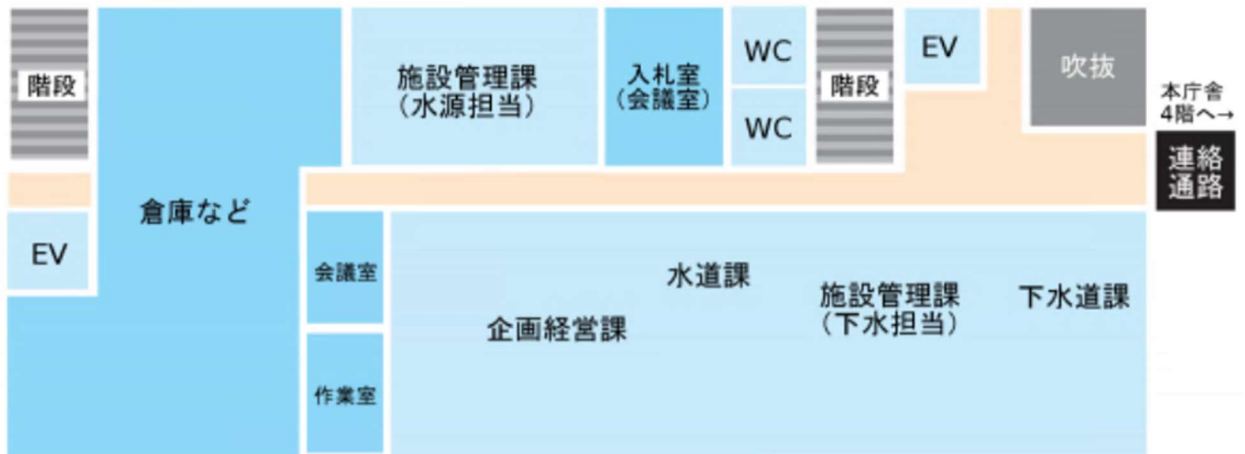 階段
施設管理課
（水源担当）
入札室
（会議室）
WC
WC
階段
EV
吹抜
本庁舎
4階へ→
連絡
通路
倉庫など
EV
会議室
作業室
企画経営課
水道課
施設管理課
（下水担当）
下水道課